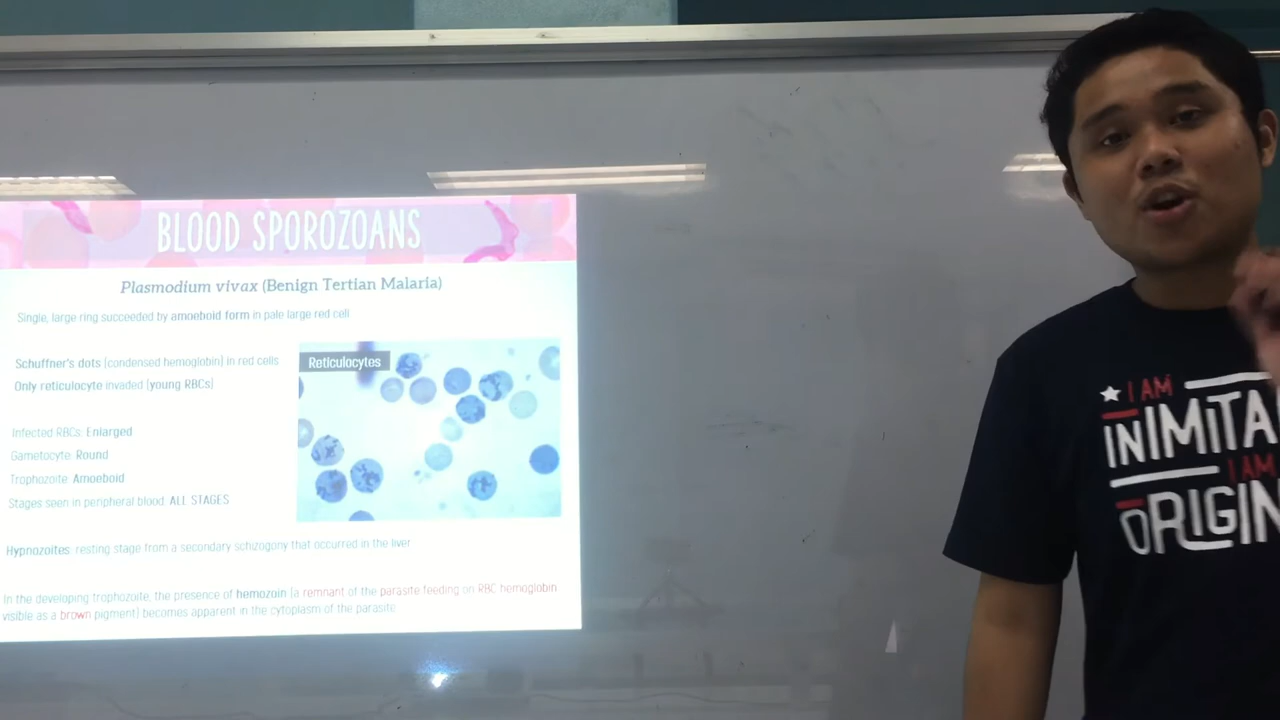 BLOOD SPOROZOANS
Plasmodium vivax (Benign Tertian Malaria)
Single, large ring succeeded by amoeboid form in pale large red cell
Schuffner's dots (condensed hemoglobin) in red cells
Only reticulocyte invaded (young RBCs)
Reticulocytes
Infected RBCs: Enlarged
Gametocyte: Round
Trophozoite: Amoeboid
Stages seen in peripheral blood: ALL STAGES
Hypnozoites: resting stage from a secondary schizogony that occurred in the liver
In the developing trophozoite, the presence of hemozoin (a remnant of the parasite feeding on RBC hemoglobin
visible as a brown pigment) becomes apparent in the cytoplasm of the parasite
I AM
INIMITA
I AM
ORIGIN